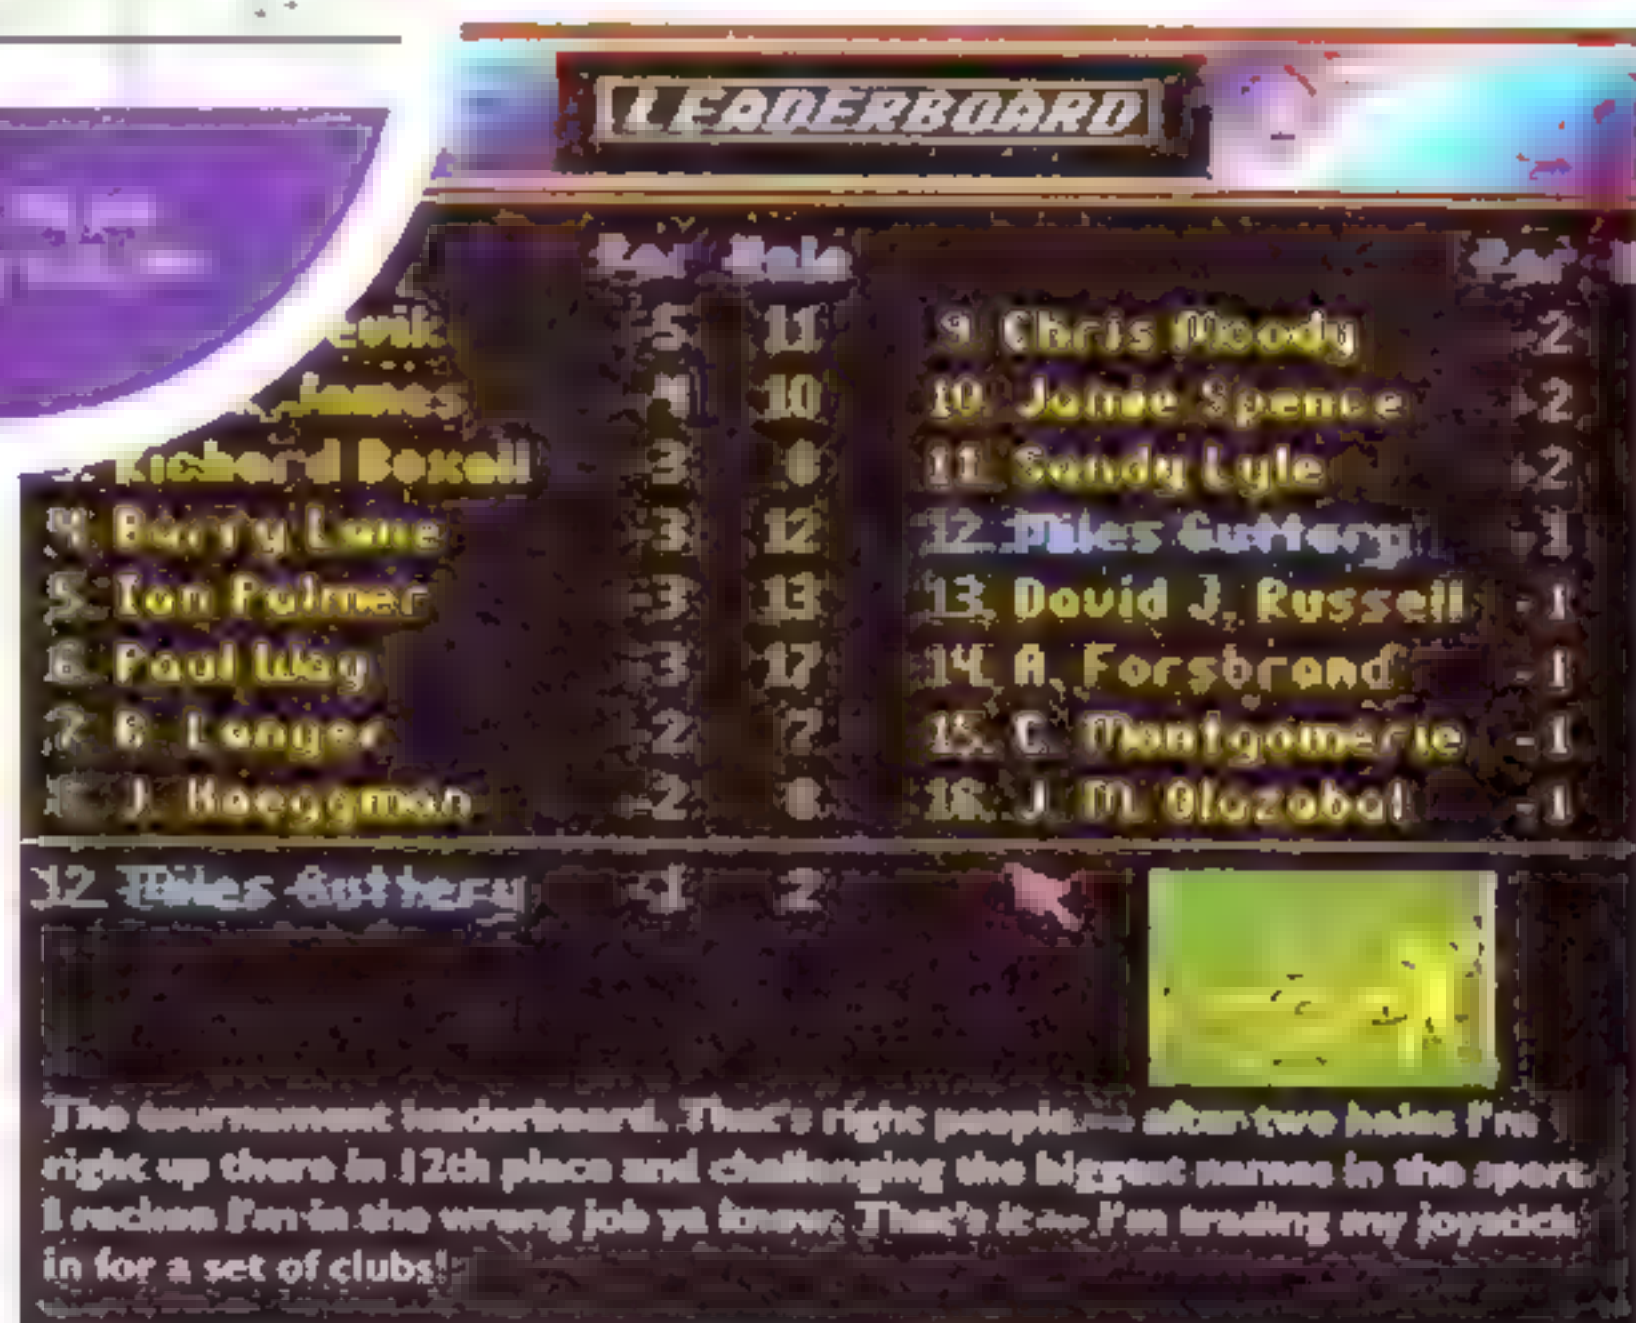 LEADERBOARD
Hole
5 11
10
Richard Boxell 3
4. Barry Lane -3 12
5. Ian Palmer -3 13
6. Paul Way -3 17
7. B. Langer -2 7
J. Haeggman -2
9. Chris Moody -2
10. Jamie Spence -2
11. Sandy Lyle -2
12. Miles Guttery -1
13. David J. Russell -1
14. A. Forsbrand -1
15. C. Montgomerie -1
16. J. M. Olazabal -1
12. Miles Guttery -1 2
The tournament leaderboard. That's right people — after two holes I'm
right up there in 12th place and challenging the biggest names in the sport.
I reckon I'm in the wrong job ya know. That's it — I'm trading my joystick
in for a set of clubs!